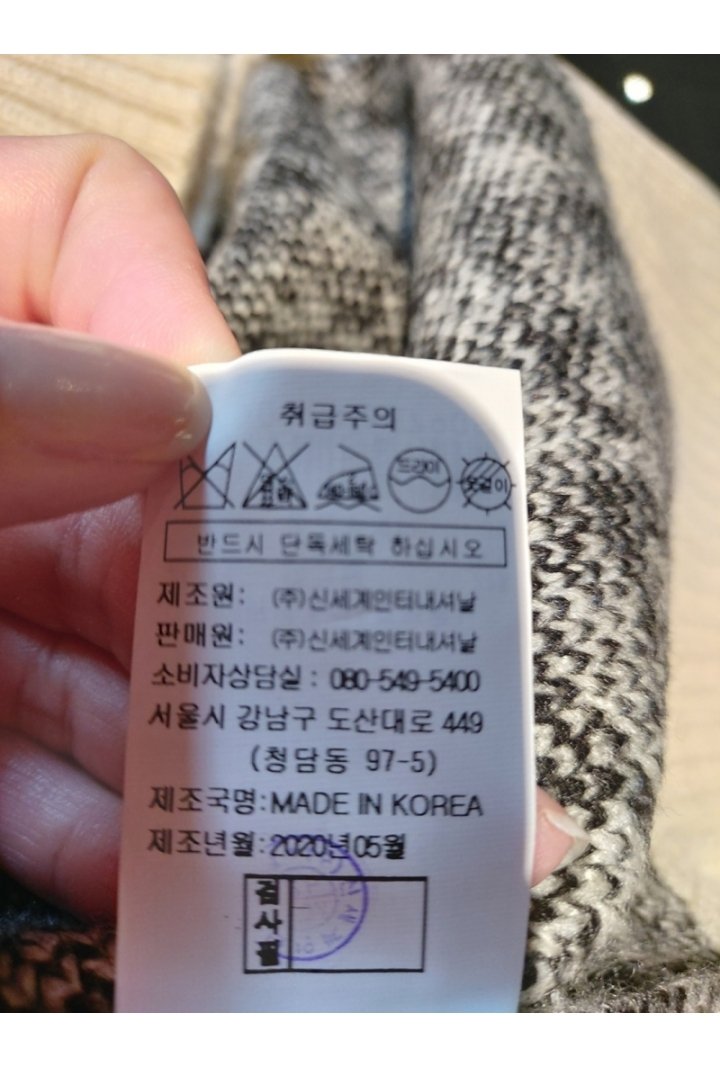 취급주의
드라이
옷걸이
반드시 단독세탁 하십시오
제조원: (주)신세계인터내셔날
판매원: (주)신세계인터내셔날
소비자상담실 : 080-549-5400
서울시 강남구 도산대로 449
(청담동 97-5)
제조국명:MADE IN KOREA
제조년월:2020년05월
검사필